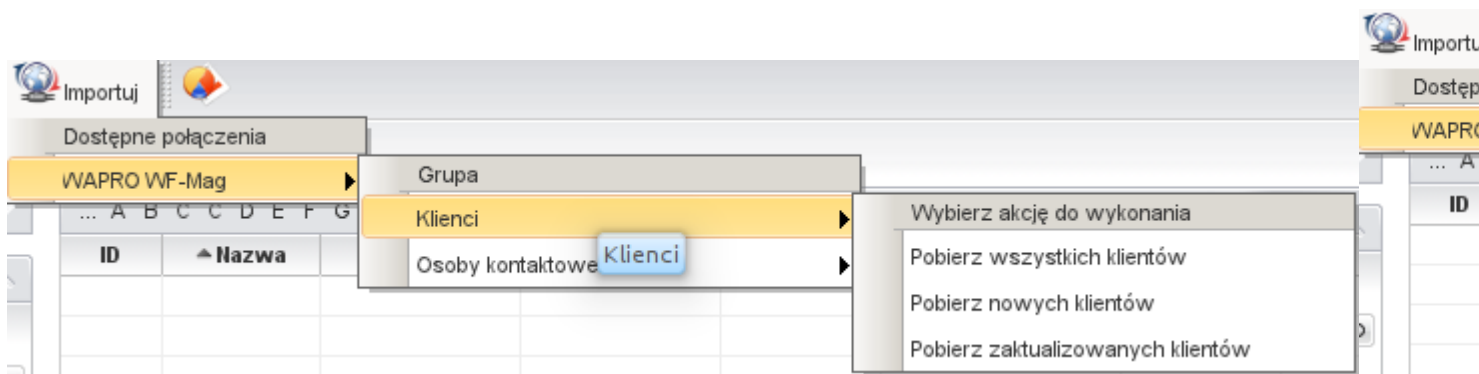 Importuj
Dostępne połączenia
WAPRO WF-Mag
... A B C C D E F G
ID Nazwa
Grupa
Klienci
Osoby kontaktowe
Klienci
Wybierz akcję do wykonania
Pobierz wszystkich klientów
Pobierz nowych klientów
Pobierz zaktualizowanych klientów
Importu
Dostęp
WAPRO
... A
ID